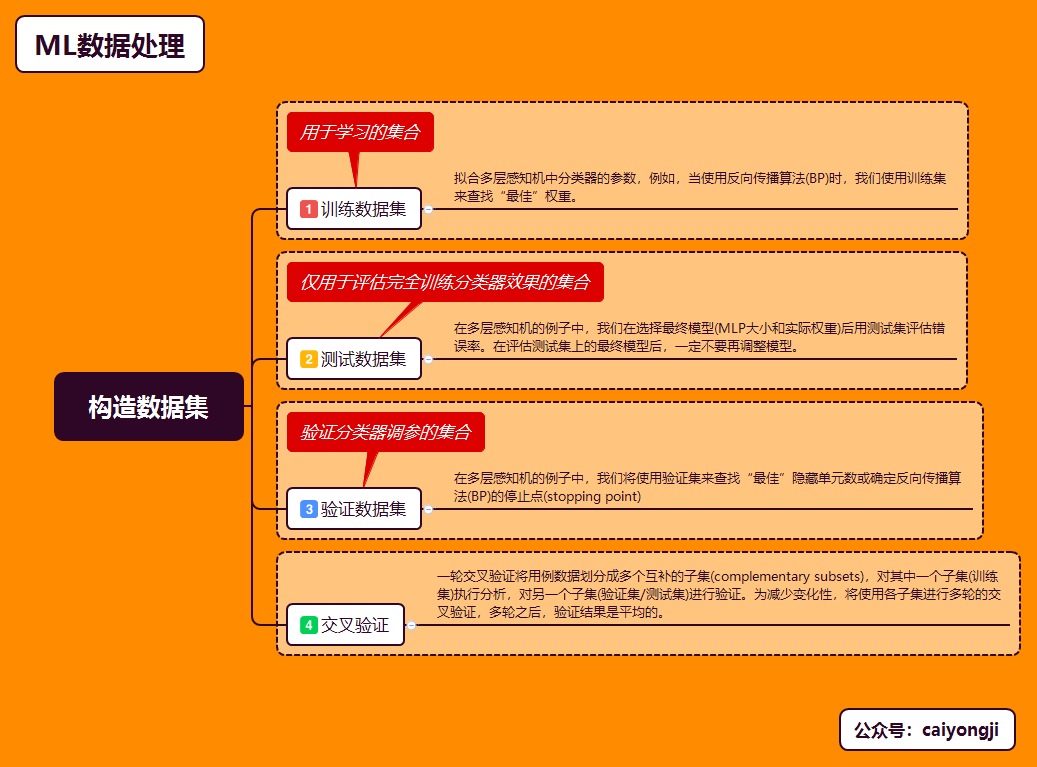 ML数据处理
用于学习的集合
拟合多层感知机中分类器的参数，例如，当使用反向传播算法(BP)时，我们使用训练集
来查找“最佳”权重。
1 训练数据集
仅用于评估完全训练分类器效果的集合
在多层感知机的例子中，我们在选择最终模型(MLP大小和实际权重)后用测试集评估错
误率。在评估测试集上的最终模型后，一定不要再调整模型。
2 测试数据集
构造数据集
验证分类器调参的集合
在多层感知机的例子中，我们将使用验证集来查找“最佳”隐藏单元数或确定反向传播算
法(BP)的停止点(stopping point)
3 验证数据集
一轮交叉验证将用例数据划分成多个互补的子集(complementary subsets)，对其中一个子集(训练
集)执行分析，对另一个子集(验证集/测试集)进行验证。为减少变化性，将使用各子集进行多轮的交
叉验证，多轮之后，验证结果是平均的。
4 交叉验证
公众号：caiyongji